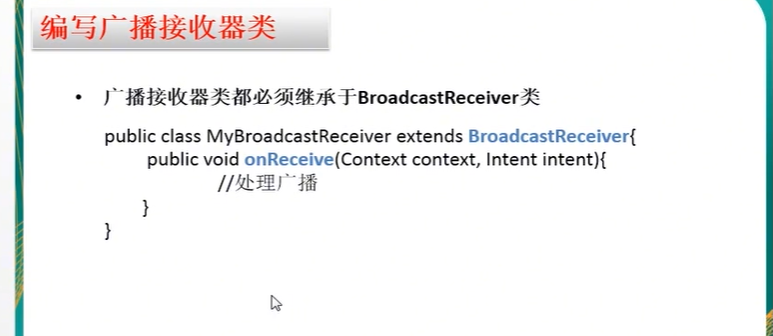 编写广播接收器类
• 广播接收器类都必须继承于BroadcastReceiver类
public class MyBroadcastReceiver extends BroadcastReceiver{
public void onReceive(Context context, Intent intent){
//处理广播
}
}